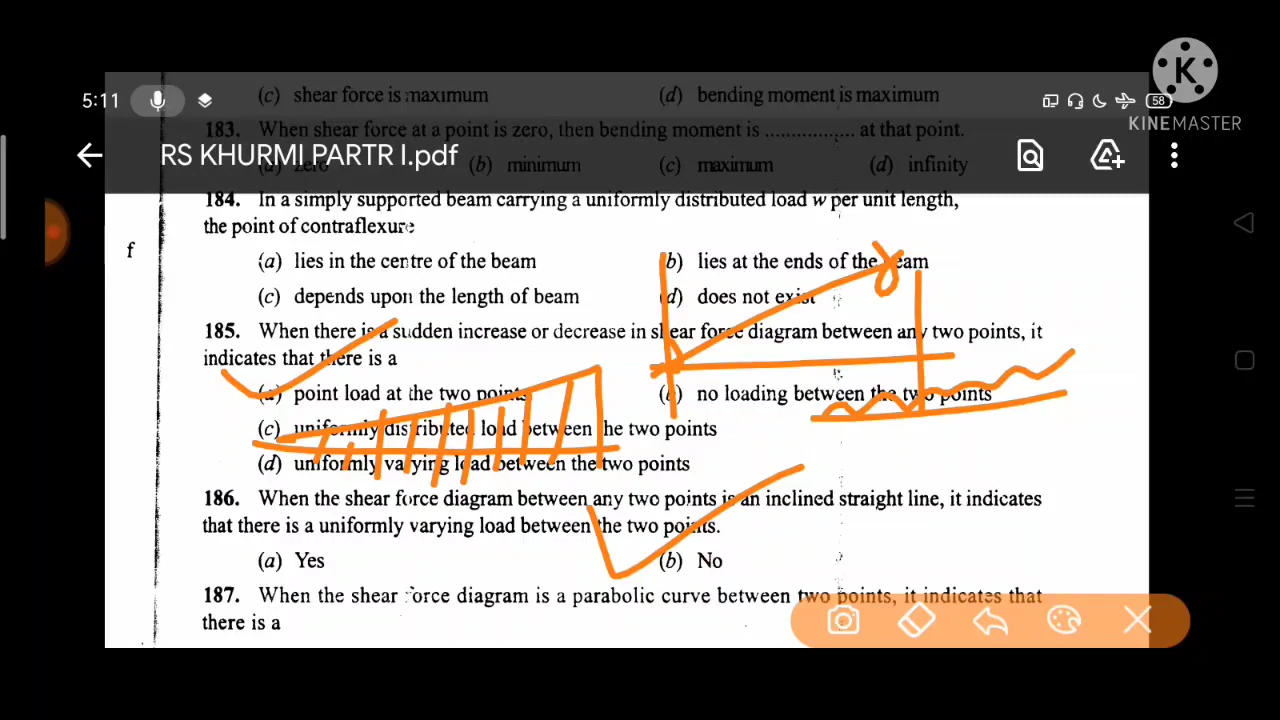 5:11
58
K
KINEMASTER
RS KHURMI PARTR I.pdf
(c) shear force is maximum (d) bending moment is maximum
183. When shear force at a point is zero, then bending moment is ................. at that point.
(a) zero (b) minimum (c) maximum (d) infinity
184. In a simply supported beam carrying a uniformly distributed load w per unit length,
the point of contraflexure
f
(a) lies in the centre of the beam (b) lies at the ends of the beam
(c) depends upon the length of beam (d) does not exist
185. When there is a sudden increase or decrease in shear force diagram between any two points, it
indicates that there is a
(a) point load at the two points (b) no loading between the two points
(c) uniformly distributed load between the two points
(d) uniformly varying load between the two points
186. When the shear force diagram between any two points is an inclined straight line, it indicates
that there is a uniformly varying load between the two points.
(a) Yes (b) No
187. When the shear force diagram is a parabolic curve between two points, it indicates that
there is a